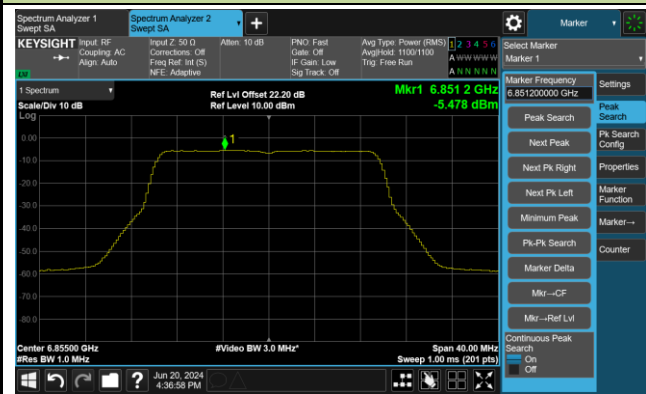 Spectrum Analyzer 1
Swept SA
Spectrum Analyzer 2
Swept SA
Marker
KEYSIGHT
Input: RF
Coupling: AC
Align: Auto
Input Z: 50 Ω
Corrections: Off
Freq Ref: Int (S)
NFE: Adaptive
Atten: 10 dB
PNO: Fast
Gate: Off
IF Gain: Low
Sig Track: Off
Avg Type: Power (RMS)
Avg|Hold: 1100/1100
Trig: Free Run
1 2 3 4 5 6
A W W W W W
A N N N N N
Select Marker
Marker 1
1 Spectrum
Scale/Div 10 dB
Log
Ref Lvl Offset 22.20 dB
Ref Level 10.00 dBm
Mkr1 6.851 2 GHz
-5.478 dBm
1
0.00
-10.0
-20.0
-30.0
-40.0
-50.0
-60.0
-70.0
-80.0
Center 6.85500 GHz
#Res BW 1.0 MHz
#Video BW 3.0 MHz*
Span 40.00 MHz
Sweep 1.00 ms (201 pts)
Marker Frequency
6.851200000 GHz
Peak Search
Next Peak
Next Pk Right
Next Pk Left
Minimum Peak
Pk-Pk Search
Marker Delta
Mkr→CF
Mkr→Ref Lvl
Continuous Peak
Search
On
Off
Settings
Peak
Search
Pk Search
Config
Properties
Marker
Function
Marker→
Counter
Jun 20, 2024
4:36:58 PM